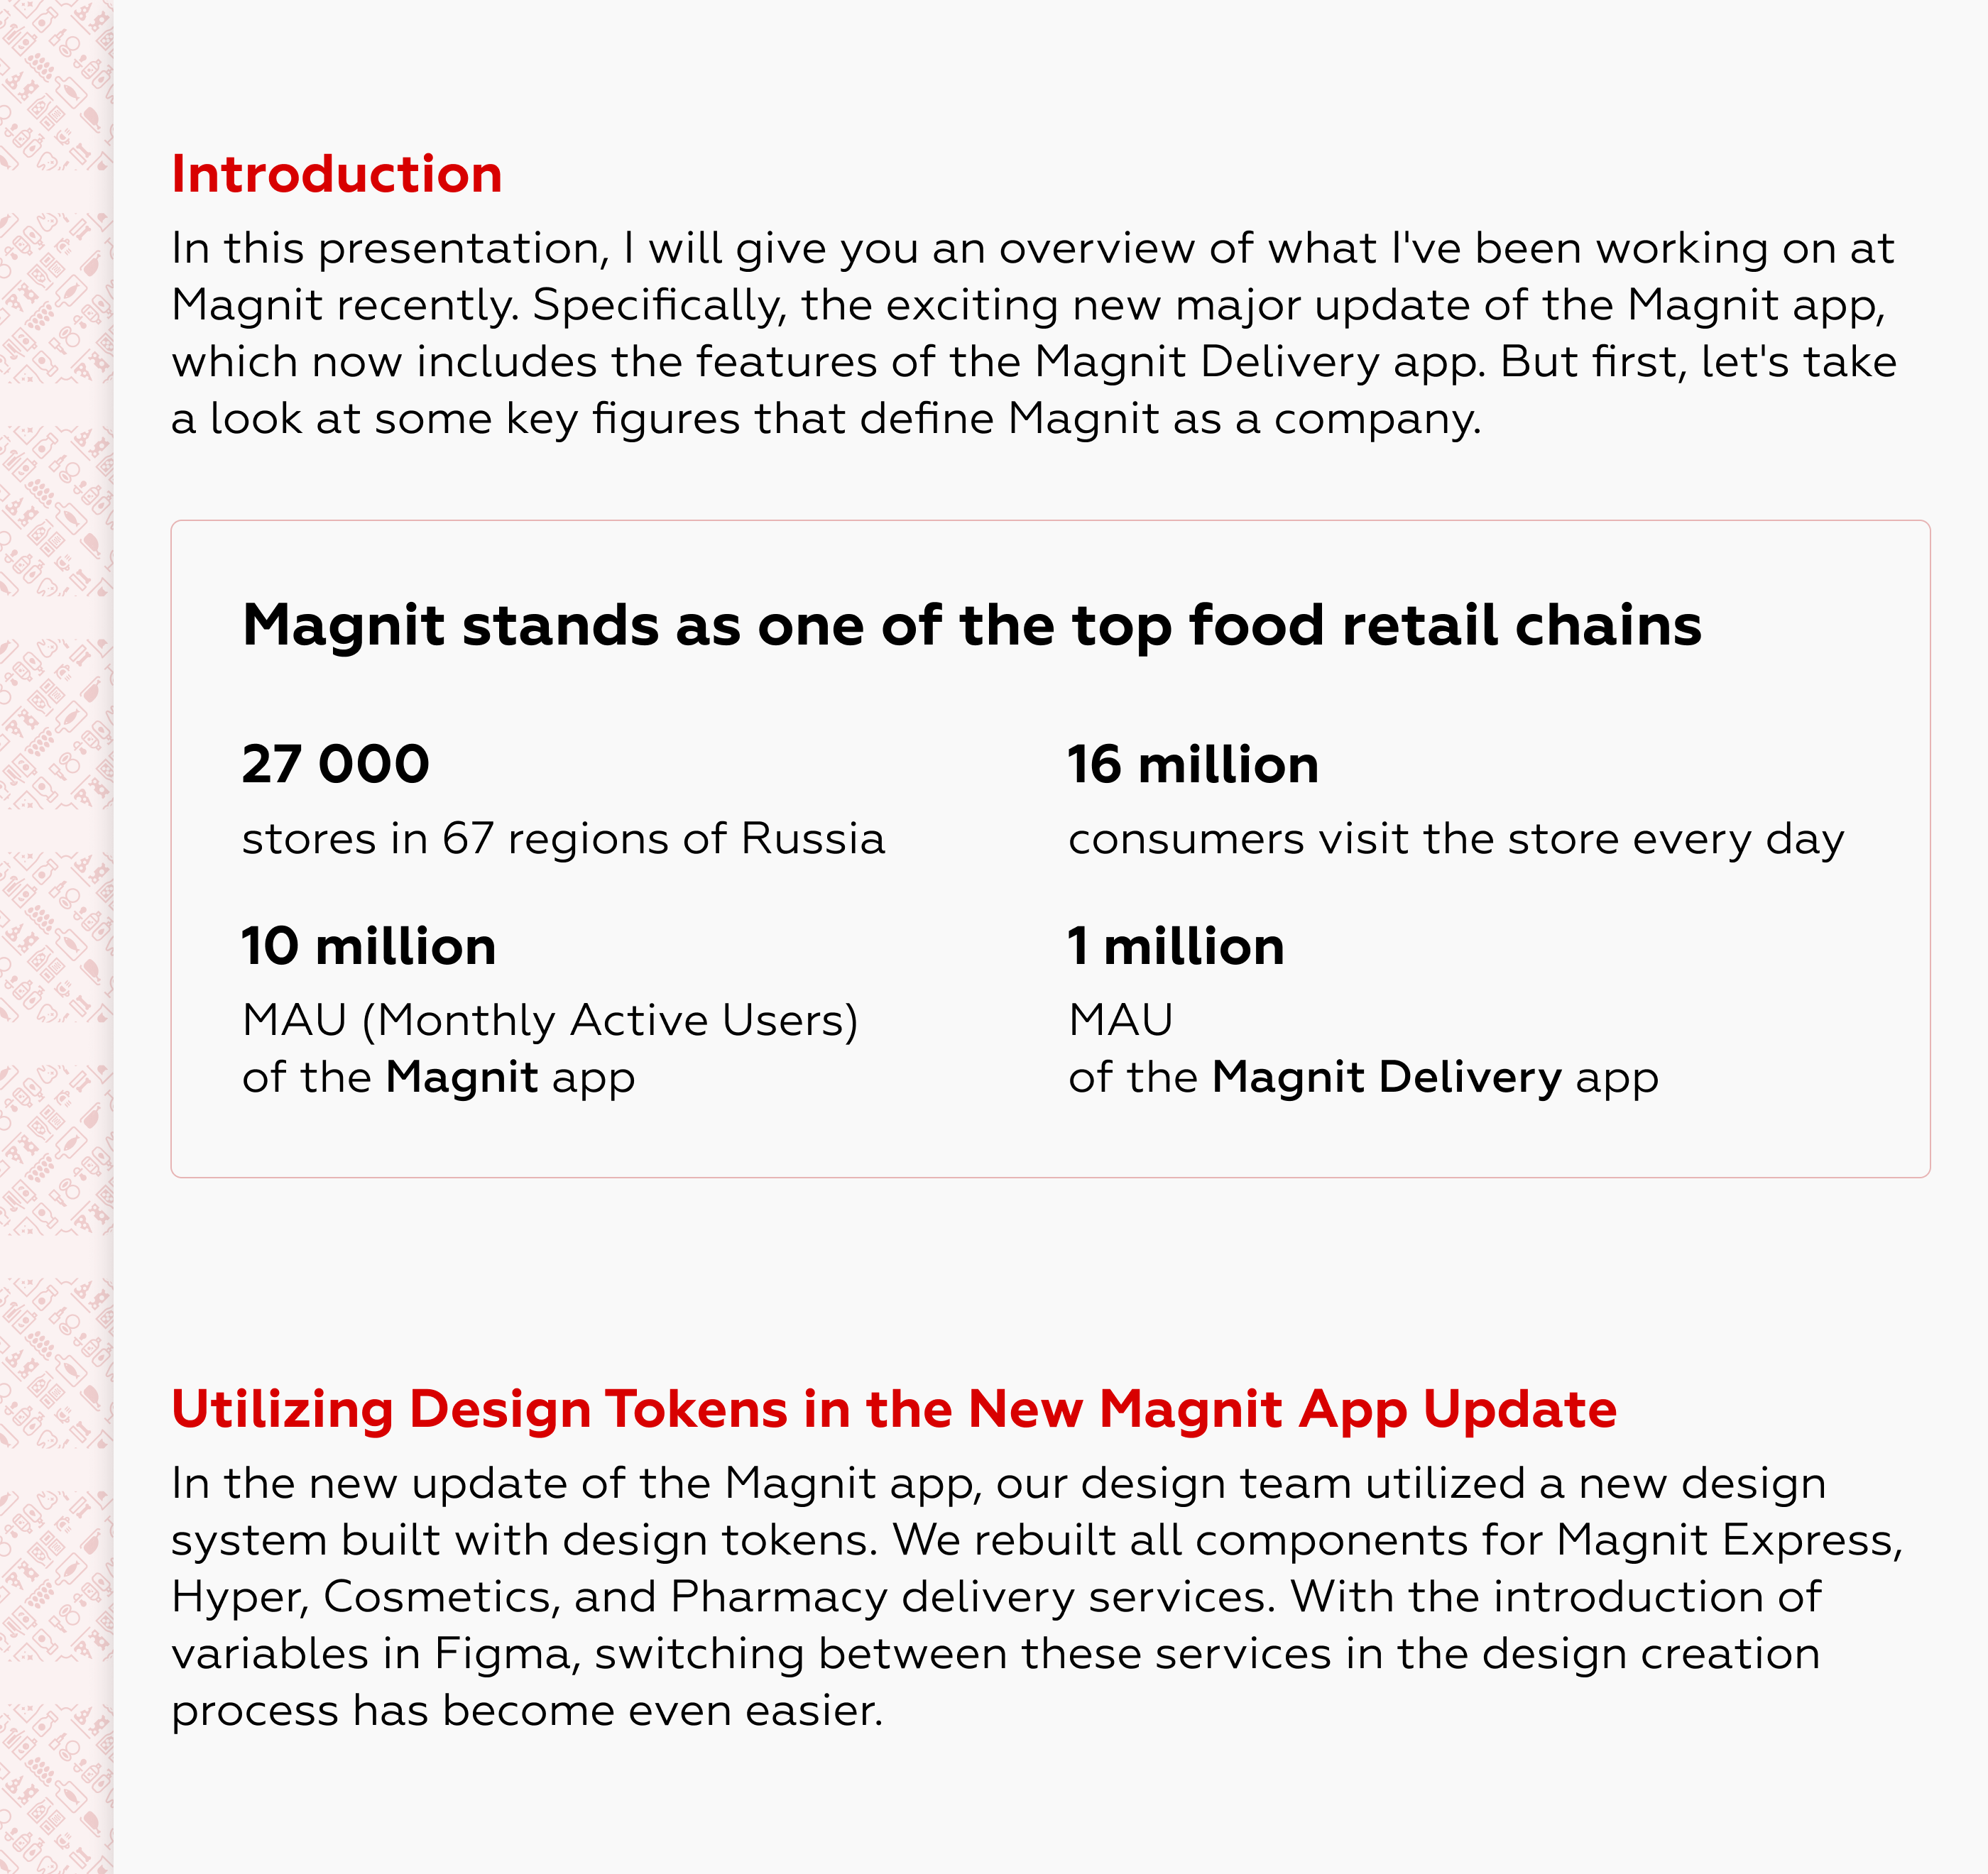 Introduction
In this presentation, I will give you an overview of what I've been working on at
Magnit recently. Specifically, the exciting new major update of the Magnit app,
which now includes the features of the Magnit Delivery app. But first, let's take
a look at some key figures that define Magnit as a company.
Magnit stands as one of the top food retail chains
27 000
stores in 67 regions of Russia
16 million
consumers visit the store every day
10 million
MAU (Monthly Active Users)
of the Magnit app
1 million
MAU
of the Magnit Delivery app
Utilizing Design Tokens in the New Magnit App Update
In the new update of the Magnit app, our design team utilized a new design
system built with design tokens. We rebuilt all components for Magnit Express,
Hyper, Cosmetics, and Pharmacy delivery services. With the introduction of
variables in Figma, switching between these services in the design creation
process has become even easier.